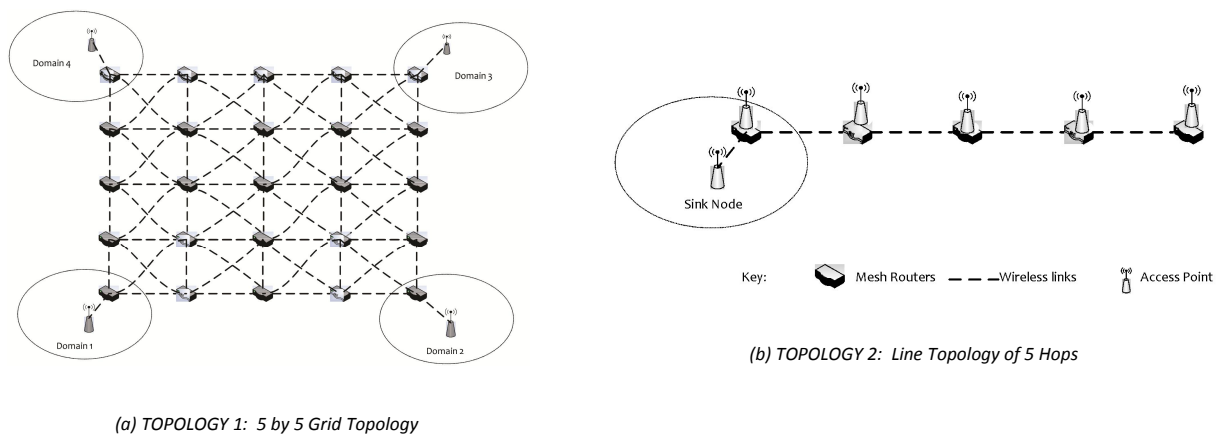 Domain 4
Domain 3
Domain 1
Domain 2
(a) TOPOLOGY 1: 5 by 5 Grid Topology
Sink Node
Key: Mesh Routers Wireless links Access Point
(b) TOPOLOGY 2: Line Topology of 5 Hops